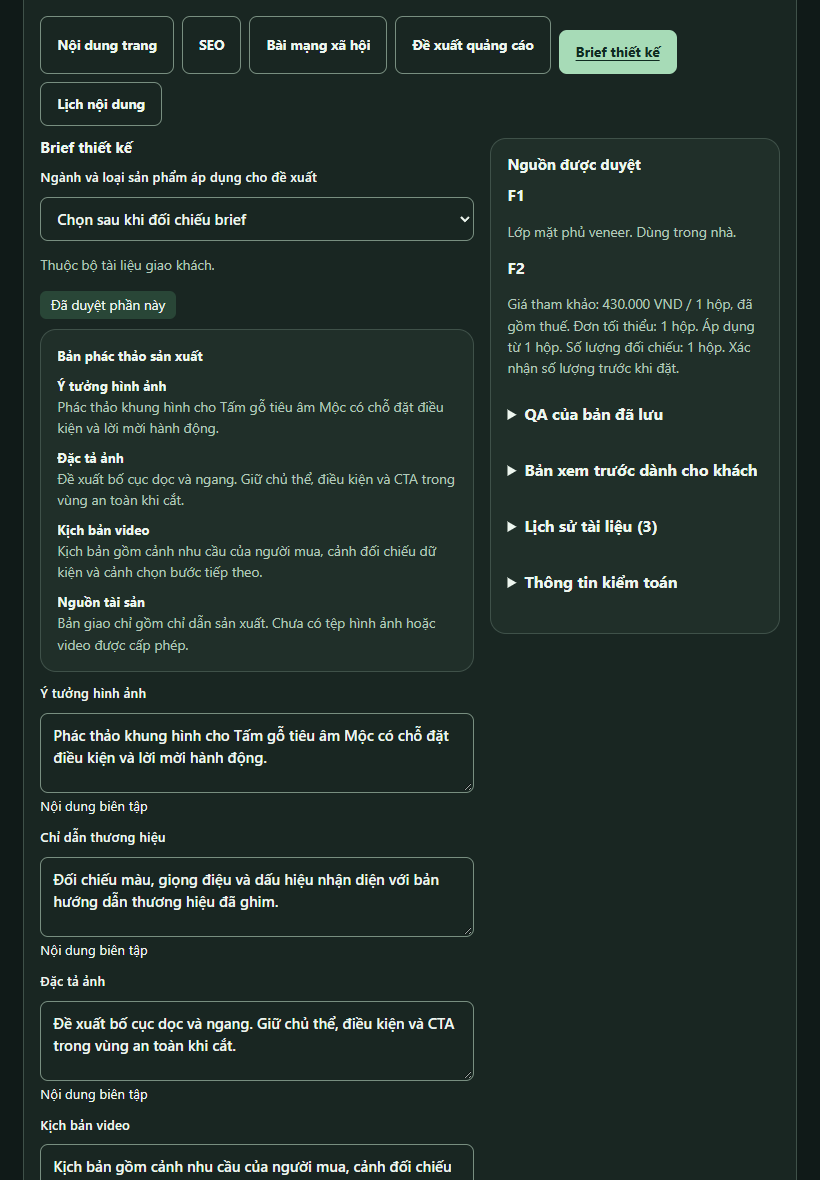 Nội dung trang
SEO
Bài mạng xã hội
Đề xuất quảng cáo
Brief thiết kế
Lịch nội dung
Brief thiết kế
Ngành và loại sản phẩm áp dụng cho đề xuất
Chọn sau khi đối chiếu brief
Thuộc bộ tài liệu giao khách.
Đã duyệt phần này
Bản phác thảo sản xuất
Ý tưởng hình ảnh
Phác thảo khung hình cho Tấm gỗ tiêu âm Mộc có chỗ đặt điều
kiện và lời mời hành động.
Đặc tả ảnh
Đề xuất bố cục dọc và ngang. Giữ chủ thể, điều kiện và CTA trong
vùng an toàn khi cắt.
Kịch bản video
Kịch bản gồm cảnh nhu cầu của người mua, cảnh đối chiếu dữ
kiện và cảnh chọn bước tiếp theo.
Nguồn tài sản
Bản giao chỉ gồm chỉ dẫn sản xuất. Chưa có tệp hình ảnh hoặc
video được cấp phép.
Ý tưởng hình ảnh
Phác thảo khung hình cho Tấm gỗ tiêu âm Mộc có chỗ đặt
điều kiện và lời mời hành động.
Nội dung biên tập
Chỉ dẫn thương hiệu
Đối chiếu màu, giọng điệu và dấu hiệu nhận diện với bản
hướng dẫn thương hiệu đã ghim.
Nội dung biên tập
Đặc tả ảnh
Đề xuất bố cục dọc và ngang. Giữ chủ thể, điều kiện và CTA
trong vùng an toàn khi cắt.
Nội dung biên tập
Kịch bản video
Kịch bản gồm cảnh nhu cầu của người mua, cảnh đối chiếu
Nguồn được duyệt
F1
Lớp mặt phủ veneer. Dùng trong nhà.
F2
Giá tham khảo: 430.000 VND / 1 hộp, đã
gồm thuế. Đơn tối thiểu: 1 hộp. Áp dụng
từ 1 hộp. Số lượng đối chiếu: 1 hộp. Xác
nhận số lượng trước khi đặt.
QA của bản đã lưu
Bản xem trước dành cho khách
Lịch sử tài liệu (3)
Thông tin kiểm toán